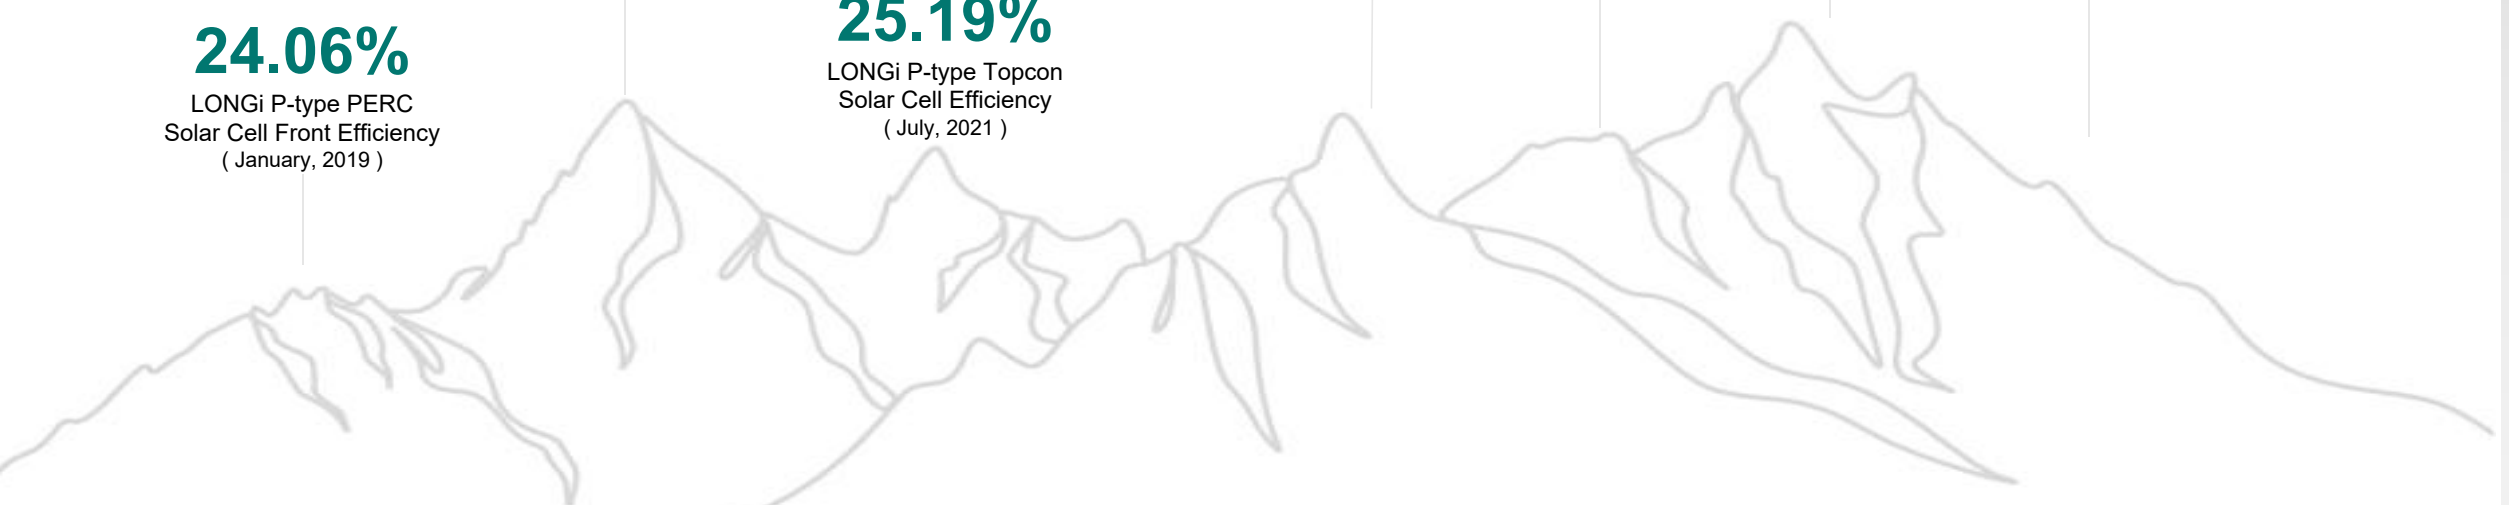 24.06%
LONGi P-type PERC
Solar Cell Front Efficiency
( January, 2019 )
25.19%
LONGi P-type Topcon
Solar Cell Efficiency
( July, 2021 )